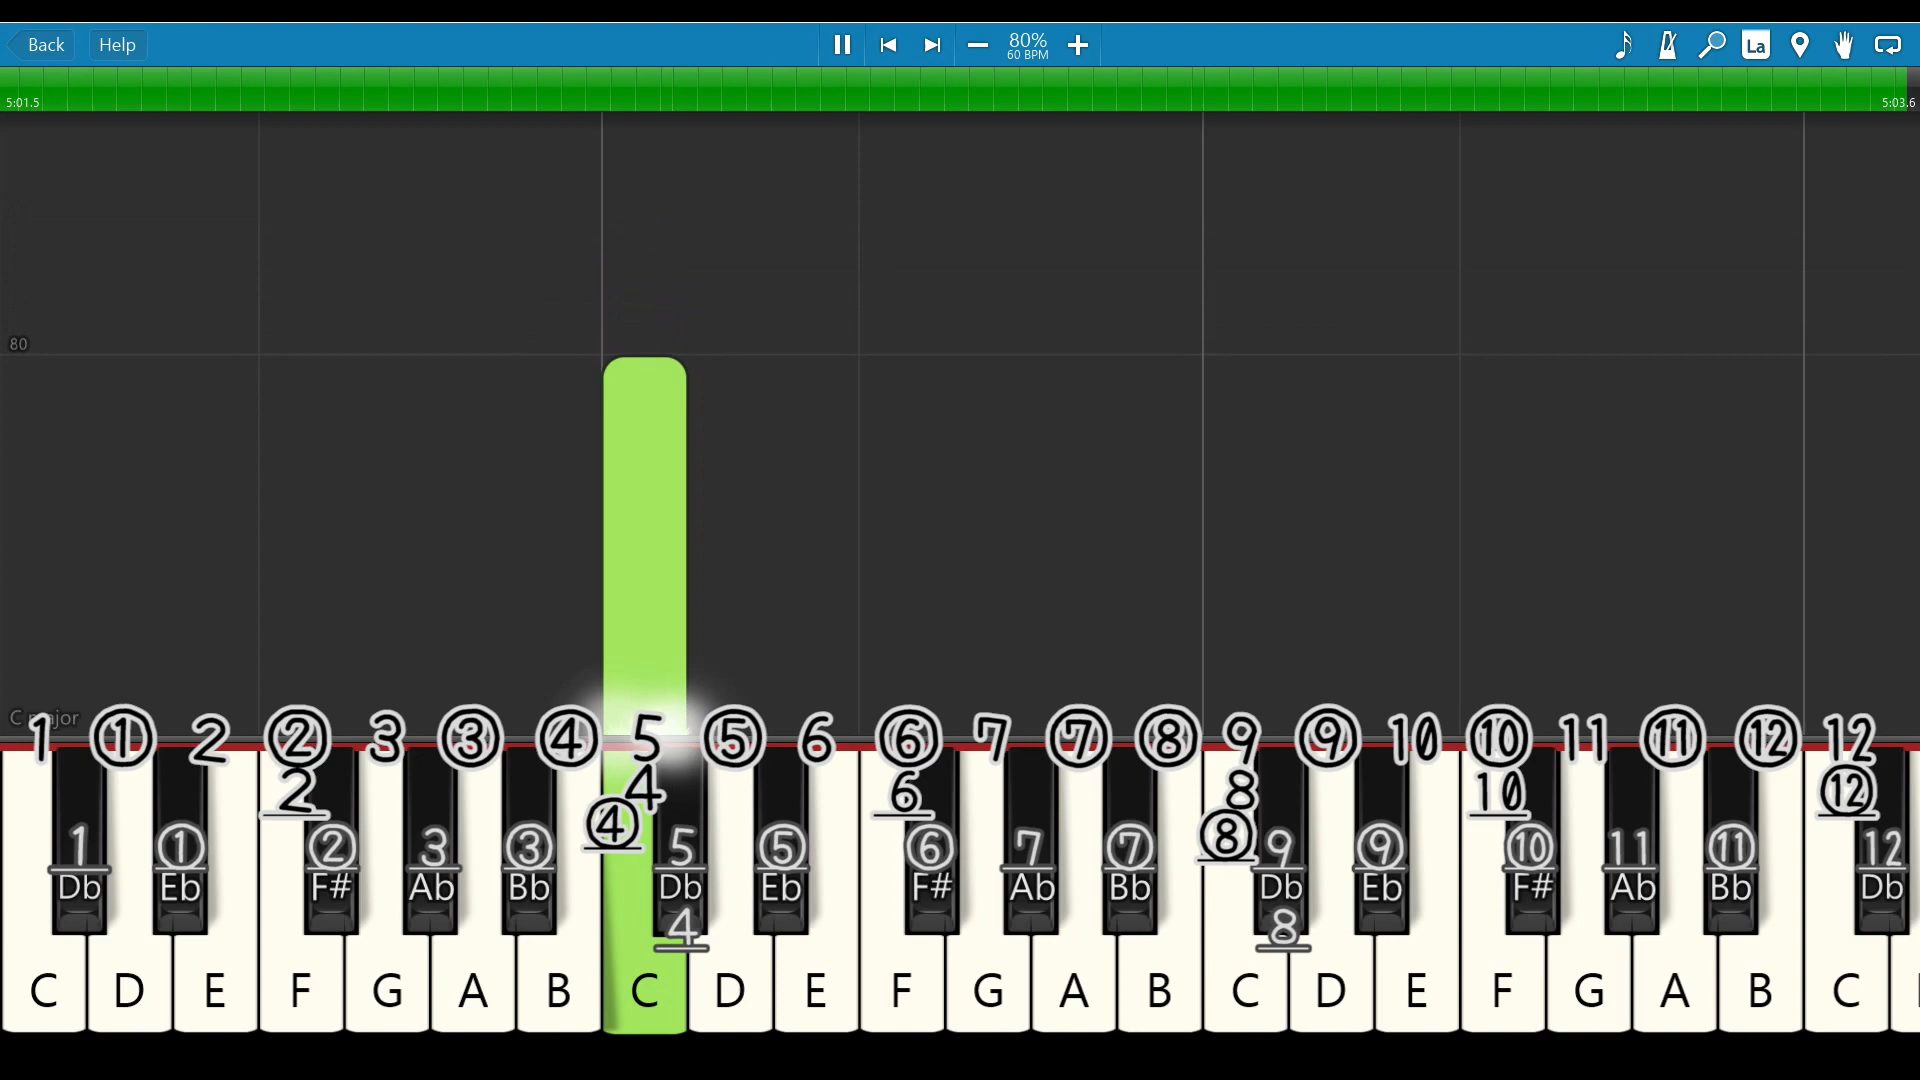 Back Help 80% La
60 BPM
5:01.5 5:03.6
80
C major
1 ① 2 ② 3 ③ ④ 5 ⑤ 6 ⑥ 7 ⑦ ⑧ 9 ⑨ 10 ⑩ 11 ⑪ ⑫ 12
2 4 6 8 10 ⑫
④ ⑧
1 ① ② 3 ③ 5 ⑤ ⑥ 7 ⑦ 9 ⑨ ⑩ 11 ⑪ 12
Db Eb F# Ab Bb Db Eb F# Ab Bb Db Eb F# Ab Bb Db
4 8
C D E F G A B C D E F G A B C D E F G A B C